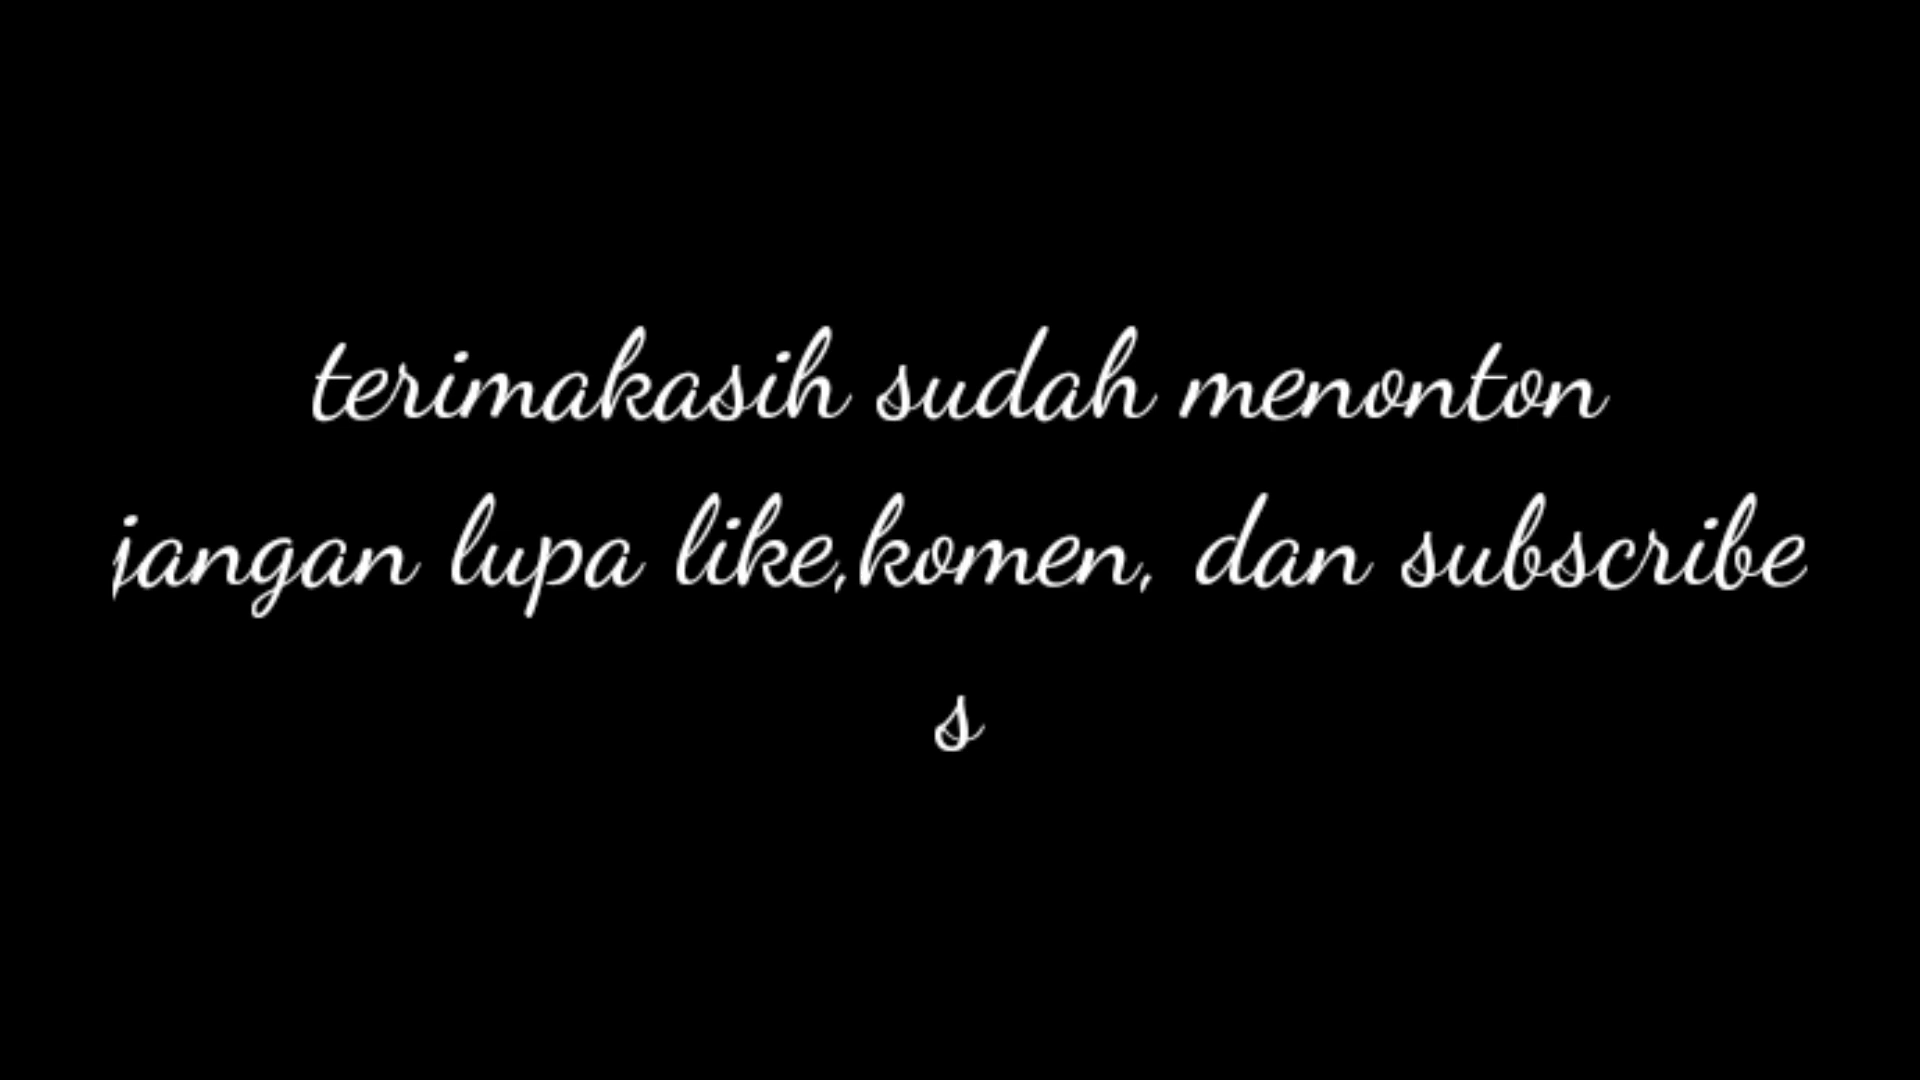 terimakasih sudah menonton
jangan lupa like,komen, dan subscribe
s